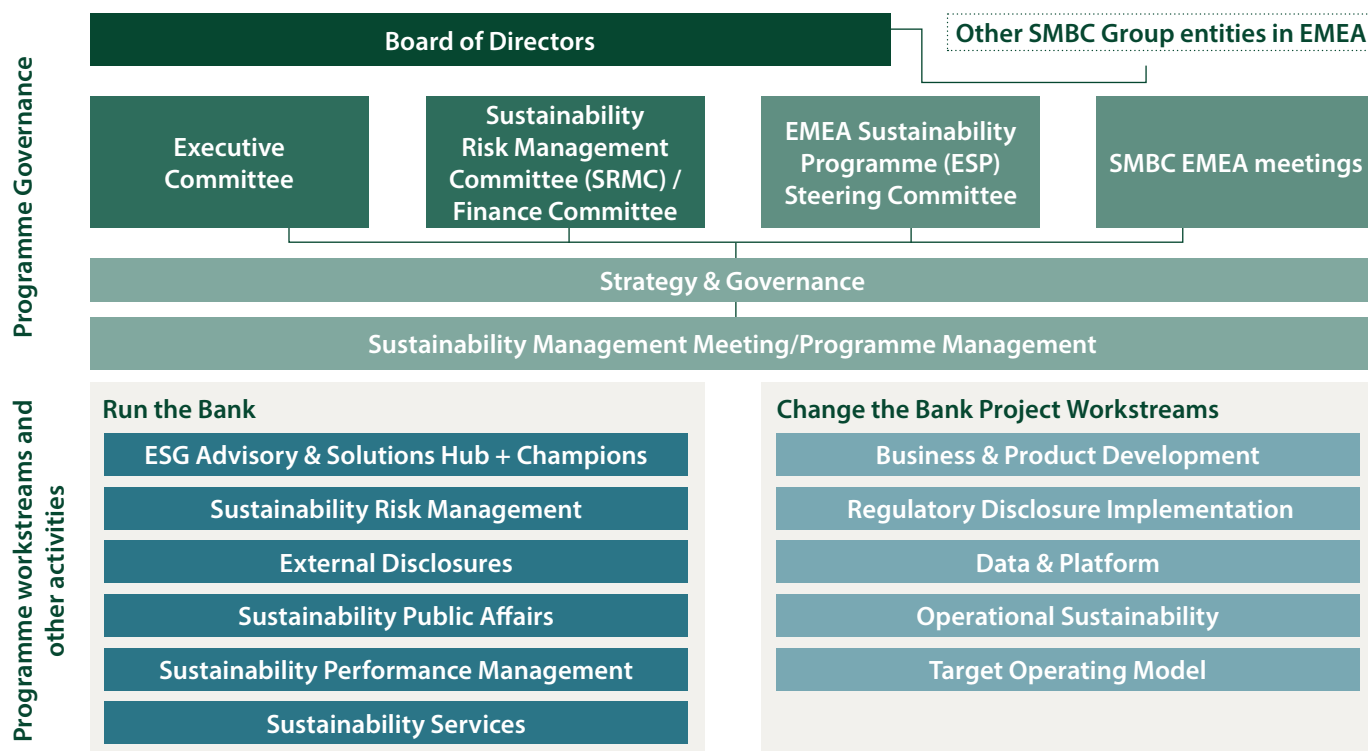 Programme Governance
Board of Directors
Other SMBC Group entities in EMEA
Executive
Committee
Sustainability
Risk Management
Committee (SRMC) /
Finance Committee
EMEA Sustainability
Programme (ESP)
Steering Committee
SMBC EMEA meetings
Strategy & Governance
Sustainability Management Meeting/Programme Management
Programme workstreams and
other activities
Run the Bank
ESG Advisory & Solutions Hub + Champions
Sustainability Risk Management
External Disclosures
Sustainability Public Affairs
Sustainability Performance Management
Sustainability Services
Change the Bank Project Workstreams
Business & Product Development
Regulatory Disclosure Implementation
Data & Platform
Operational Sustainability
Target Operating Model